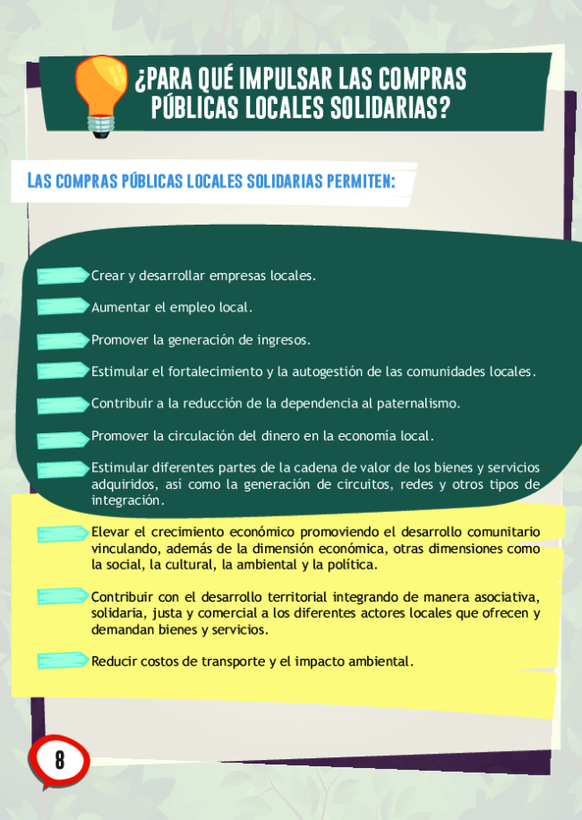 ¿PARA QUÉ IMPULSAR LAS COMPRAS
PÚBLICAS LOCALES SOLIDARIAS?
LAS COMPRAS PÚBLICAS LOCALES SOLIDARIAS PERMITEN:
Crear y desarrollar empresas locales.
Aumentar el empleo local.
Promover la generación de ingresos.
Estimular el fortalecimiento y la autogestión de las comunidades locales.
Contribuir a la reducción de la dependencia al paternalismo.
Promover la circulación del dinero en la economía local.
Estimular diferentes partes de la cadena de valor de los bienes y servicios
adquiridos, así como la generación de circuitos, redes y otros tipos de
integración.
Elevar el crecimiento económico promoviendo el desarrollo comunitario
vinculando, además de la dimensión económica, otras dimensiones como
la social, la cultural, la ambiental y la política.
Contribuir con el desarrollo territorial integrando de manera asociativa,
solidaria, justa y comercial a los diferentes actores locales que ofrecen y
demandan bienes y servicios.
Reducir costos de transporte y el impacto ambiental.
8